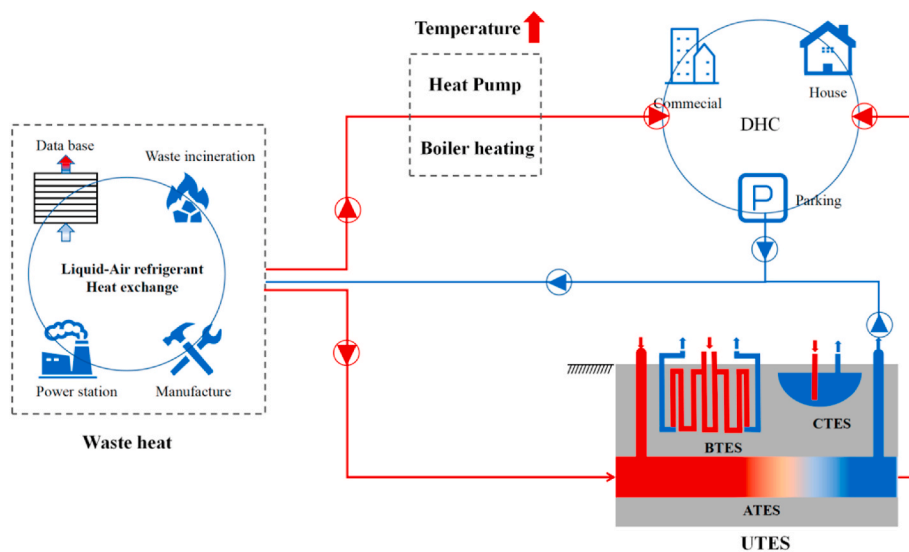 Temperature
Heat Pump
Boiler heating
Commecial
House
DHC
P
Parking
Data base
Waste incineration
Liquid-Air refrigerant
Heat exchange
Power station
Manufacture
Waste heat
BTES
CTES
ATES
UTES